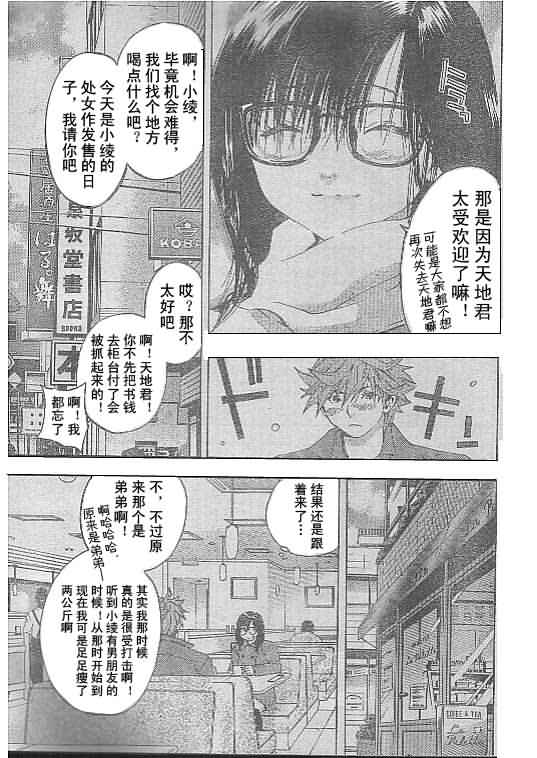 那是因为天地君
太受欢迎了嘛！
可能是大家都不想
再次失去天地君嘛
啊！小绫，
毕竟机会难得，
我们找个地方
喝点什么吧？
今天是小绫的
处女作发售的日
子，我请你吧
KOBA
書店
BOOKS
本
哎？那不
太好吧
啊！天地君！
你不先把书钱
去柜台付了会
被抓起来的！
啊！我
都忘了
结果还是跟
着来了…
不，不过原
来那个是
弟弟啊！
啊哈哈哈，
原来是弟弟—
其实我那时候
真的是很受打击啊！
听到小绫有男朋友的
时候！从那时开始到
现在我可是足足瘦了
两公斤啊
COFFEE & TEA